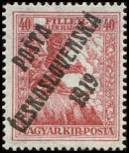 40 FILLÉR 40
POŠTA
ČESKOSLOVENSKÁ
1919
MAGYAR KIR. POSTA